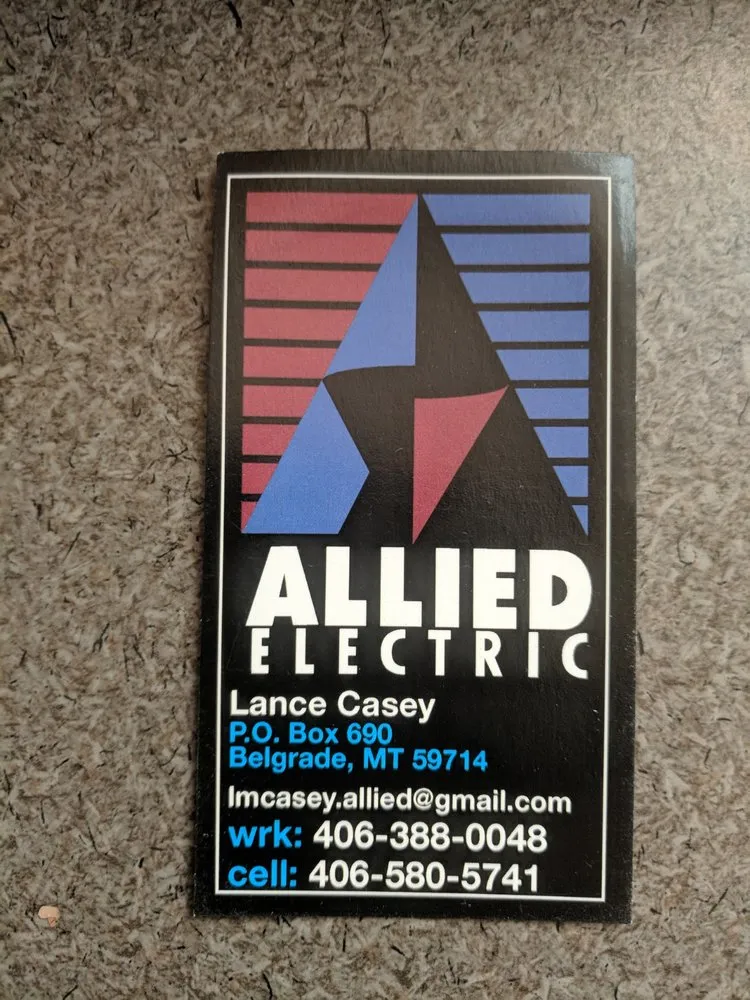 ALLIED
ELECTRIC
Lance Casey
P.O. Box 690
Belgrade, MT 59714
lmcasey.allied@gmail.com
wrk: 406-388-0048
cell: 406-580-5741